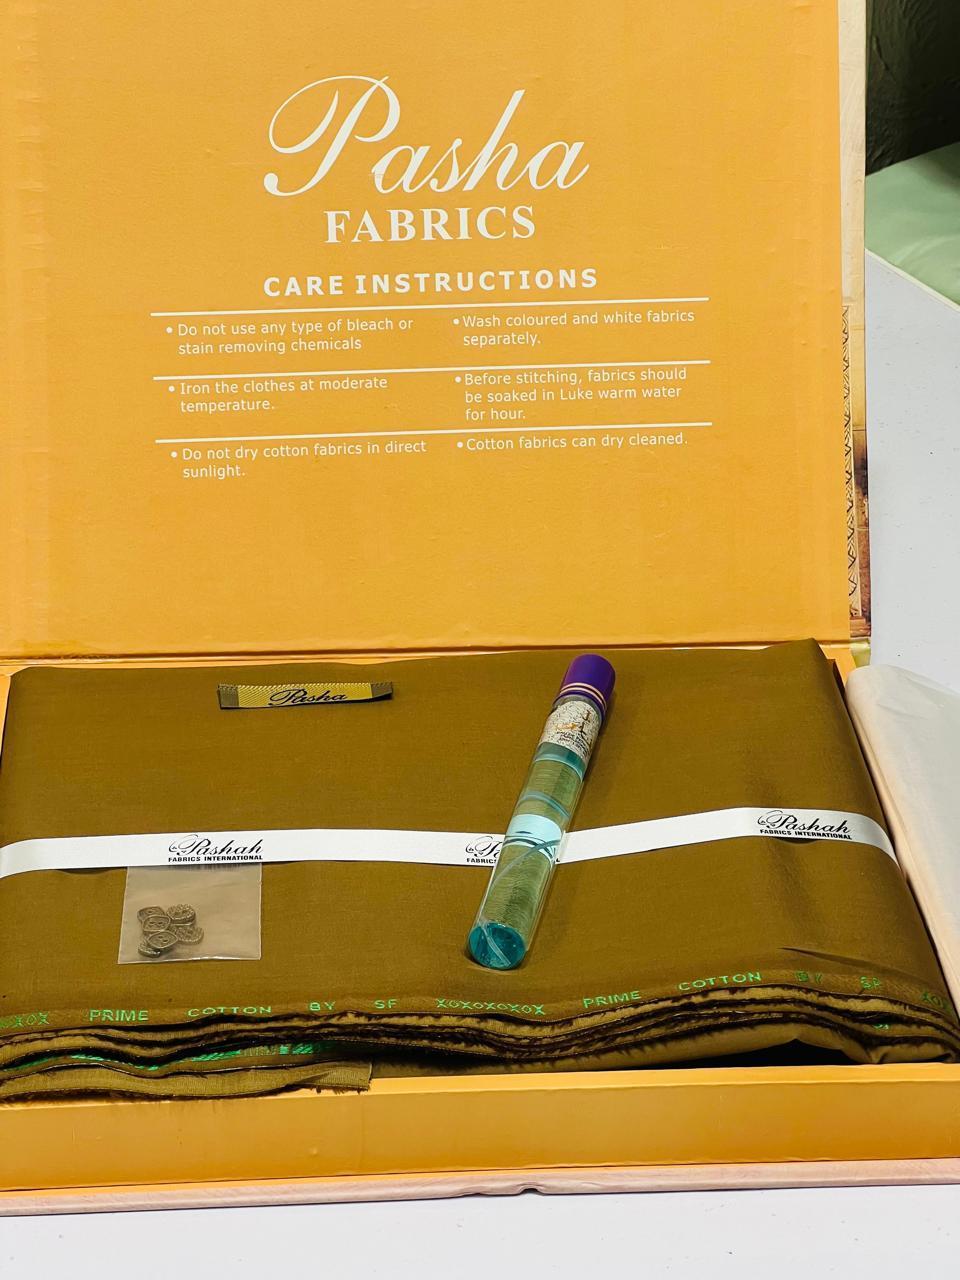 Pasha
FABRICS
CARE INSTRUCTIONS
• Do not use any type of bleach or
stain removing chemicals
• Wash coloured and white fabrics
separately.
• Iron the clothes at moderate
temperature.
• Before stitching, fabrics should
be soaked in Luke warm water
for hour.
• Do not dry cotton fabrics in direct
sunlight.
• Cotton fabrics can dry cleaned.
Pasha
Pashah
FABRICS INTERNATIONAL
Pashah
FABRICS INTERNATIONAL
XOXOX PRIME COTTON BY SF XOXOXOXOX PRIME COTTON BY SF XOX